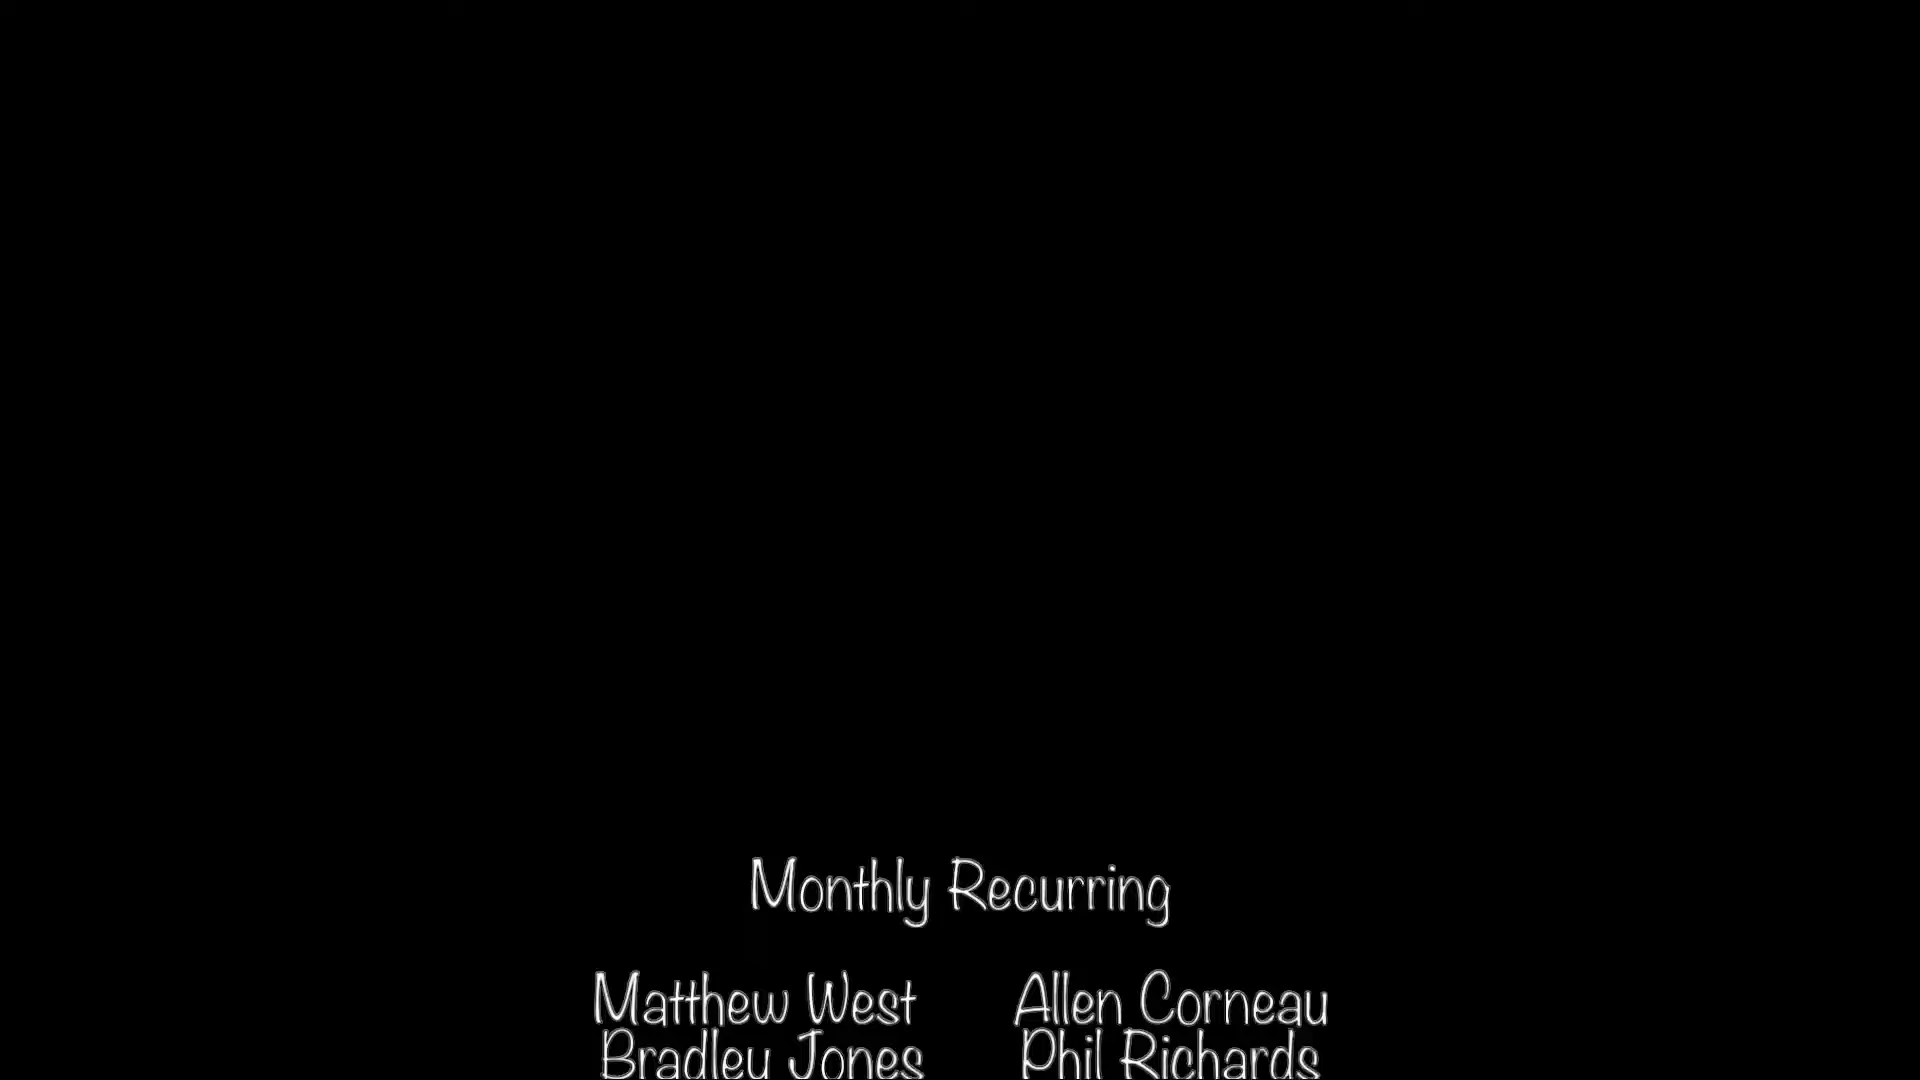 Monthly Recurring
Matthew West Allen Corneau
Bradley Jones Phil Richards